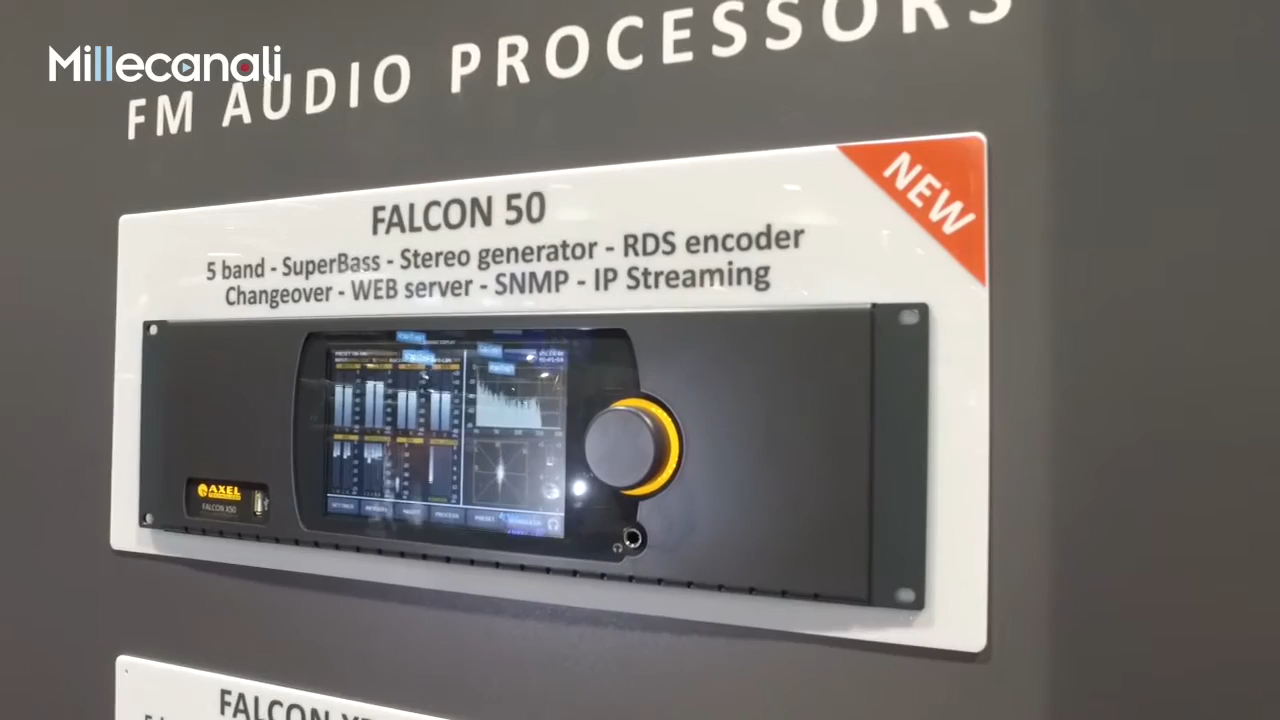 Millecanali
FM AUDIO PROCESSORS
NEW
FALCON 50
5 band - SuperBass - Stereo generator - RDS encoder
Changeover - WEB server - SNMP - IP Streaming
AXEL
FALCON X50
PROCESS
PRESET
FALCON